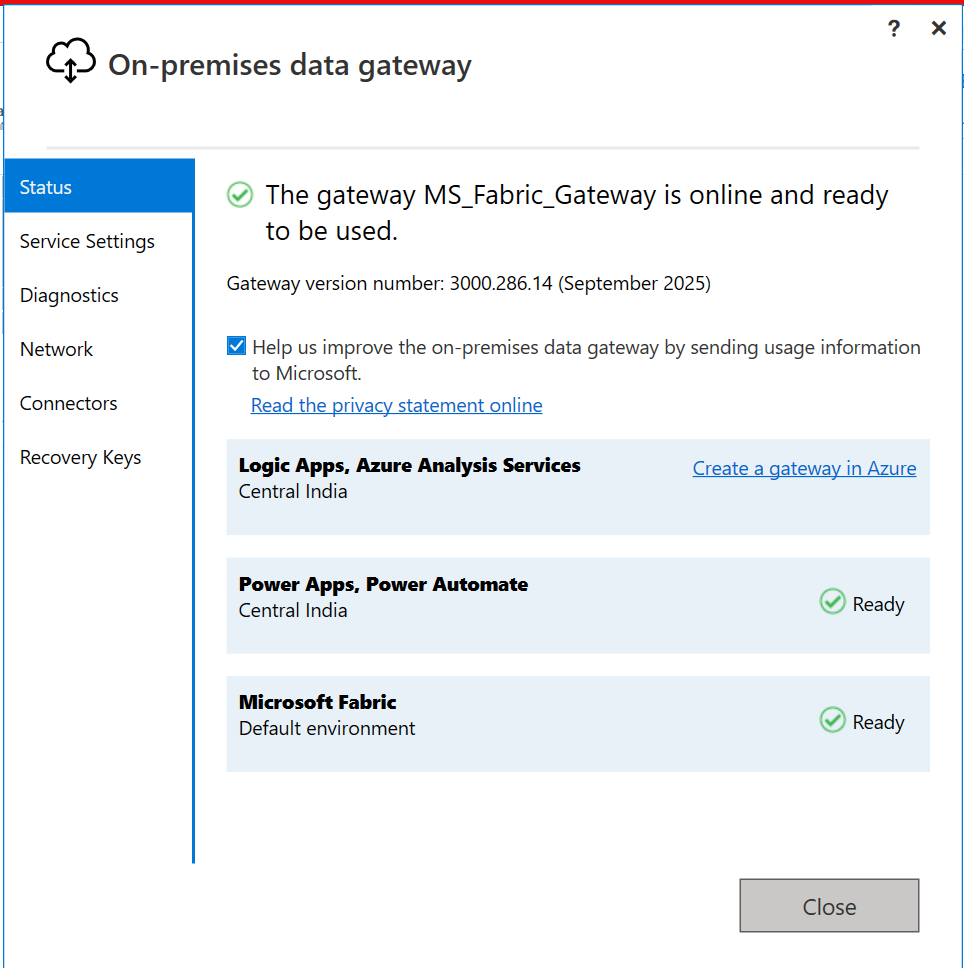 ?
On-premises data gateway
Status
Service Settings
Diagnostics
Network
Connectors
Recovery Keys
The gateway MS_Fabric_Gateway is online and ready
to be used.
Gateway version number: 3000.286.14 (September 2025)
Help us improve the on-premises data gateway by sending usage information
to Microsoft.
Read the privacy statement online
Logic Apps, Azure Analysis Services
Create a gateway in Azure
Central India
Power Apps, Power Automate
Central India
Ready
Microsoft Fabric
Default environment
Ready
Close